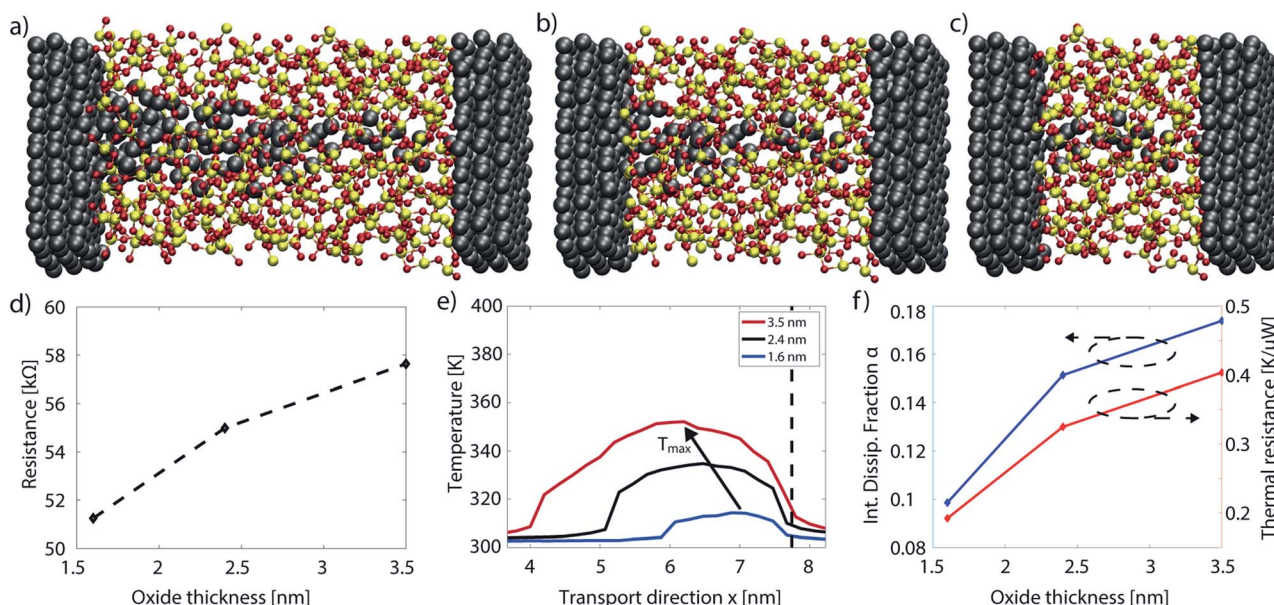 a)
b)
c)
d)
60
58
56
54
52
50
Resistance [kΩ]
1.5
2
2.5
3
3.5
Oxide thickness [nm]
e)
400
380
360
340
320
300
Temperature [K]
3.5 nm
2.4 nm
1.6 nm
Tmax
4
5
6
7
8
Transport direction x [nm]
f)
0.18
0.16
0.14
0.12
0.1
0.08
Int. Dissip. Fraction α
0.5
0.4
0.3
0.2
Thermal resistance [K/μW]
1.5
2
2.5
3
3.5
Oxide thickness [nm]